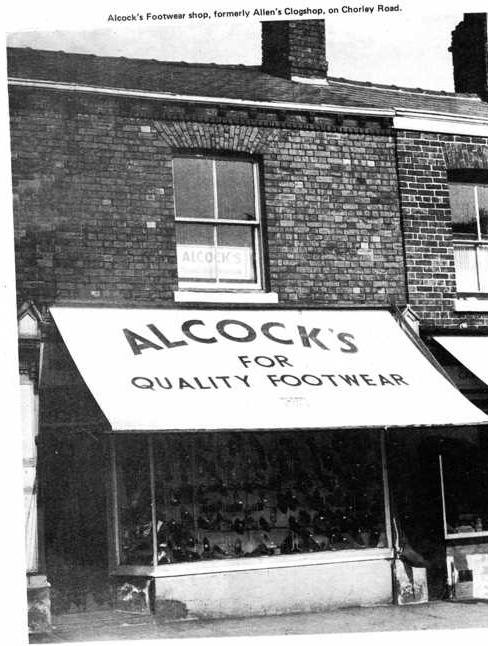 Alcock's Footwear shop, formerly Allen's Clogshop, on Chorley Road.
ALCOCK'S
ALCOCK'S
FOR
QUALITY FOOTWEAR